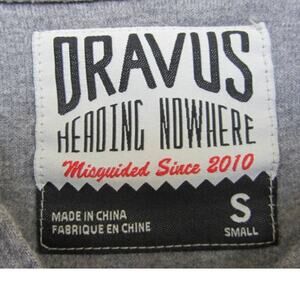 DRAVUS
HEADING NOWHERE
Misguided Since 2010
MADE IN CHINA
FABRIQUE EN CHINE
S
SMALL